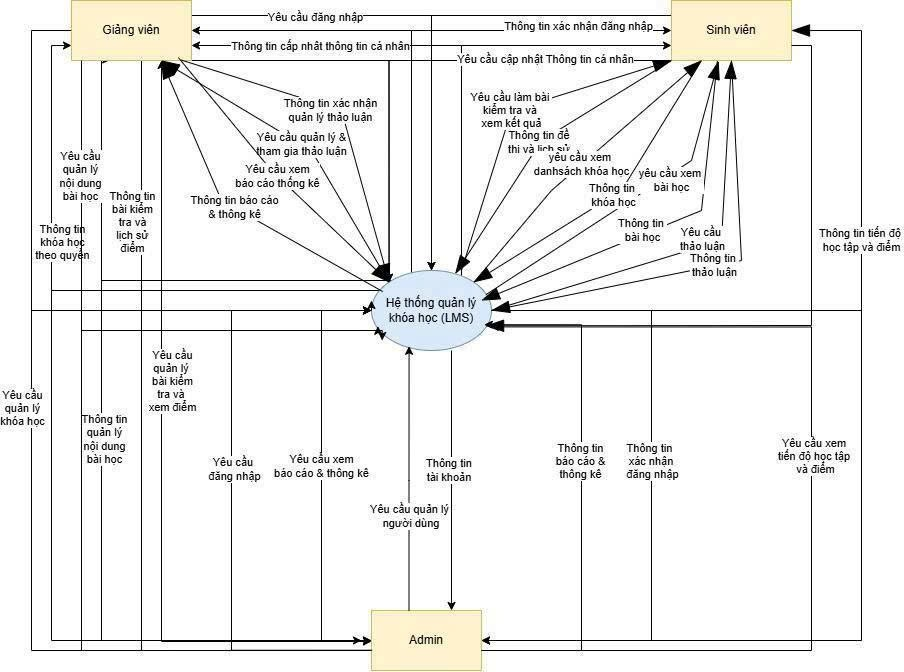 Giảng viên
Yêu cầu đăng nhập
Thông tin xác nhận đăng nhập
Sinh viên
Thông tin cấp nhât thông tin cá nhân
Yêu cầu cập nhật Thông tin cá nhân
Thông tin xác nhận
quản lý thảo luận
Yêu cầu quản lý &
tham gia thảo luận
Yêu cầu xem
báo cáo thống kê
Thông tin báo cáo
& thông kê
Yêu cầu làm bài
kiểm tra và
xem kết quả
Thông tin đề
thi và lịch sử
yêu cầu xem
danhsách khóa học
Thông tin
khóa học
yêu cầu xem
bài học
Thông tin
bài học
Yêu cầu
thảo luận
Thông tin
thảo luận
Yêu cầu
quản lý
nội dung
bài học
Thông tin
bài kiểm
tra và
lịch sử
điểm
Thông tin
khóa học
theo quyền
Thông tin tiến độ
học tập và điểm
Hệ thống quản lý
khóa học (LMS)
Yêu cầu
quản lý
khóa học
Yêu cầu
quản lý
bài kiểm
tra và
xem điểm
Thông tin
quản lý
nội dung
bài học
Yêu cầu
đăng nhập
Yêu cầu xem
báo cáo & thông kê
Thông tin
tài khoản
Yêu cầu quản lý
người dùng
Thông tin
báo cáo &
thông kê
Thông tin
xác nhận
đăng nhập
Yêu cầu xem
tiến độ học tập
và điểm
Admin